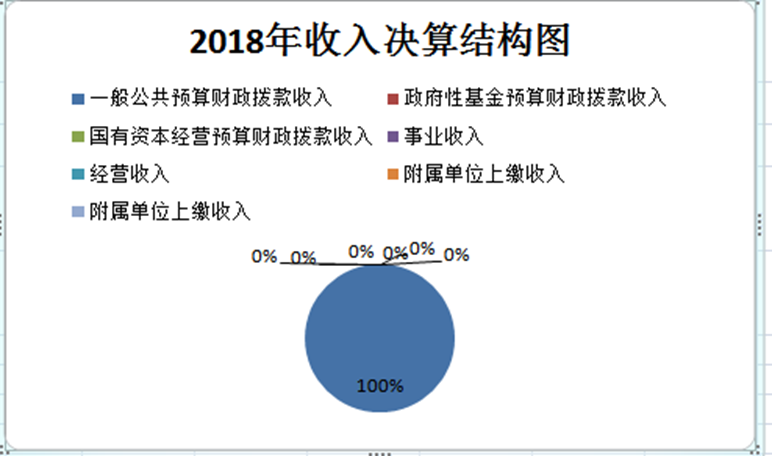 2018年收入决算结构图
一般公共预算财政拨款收入 政府性基金预算财政拨款收入
国有资本经营预算财政拨款收入 事业收入
经营收入 附属单位上缴收入
附属单位上缴收入
0% 0% 0% 0% 0% 0%
100%